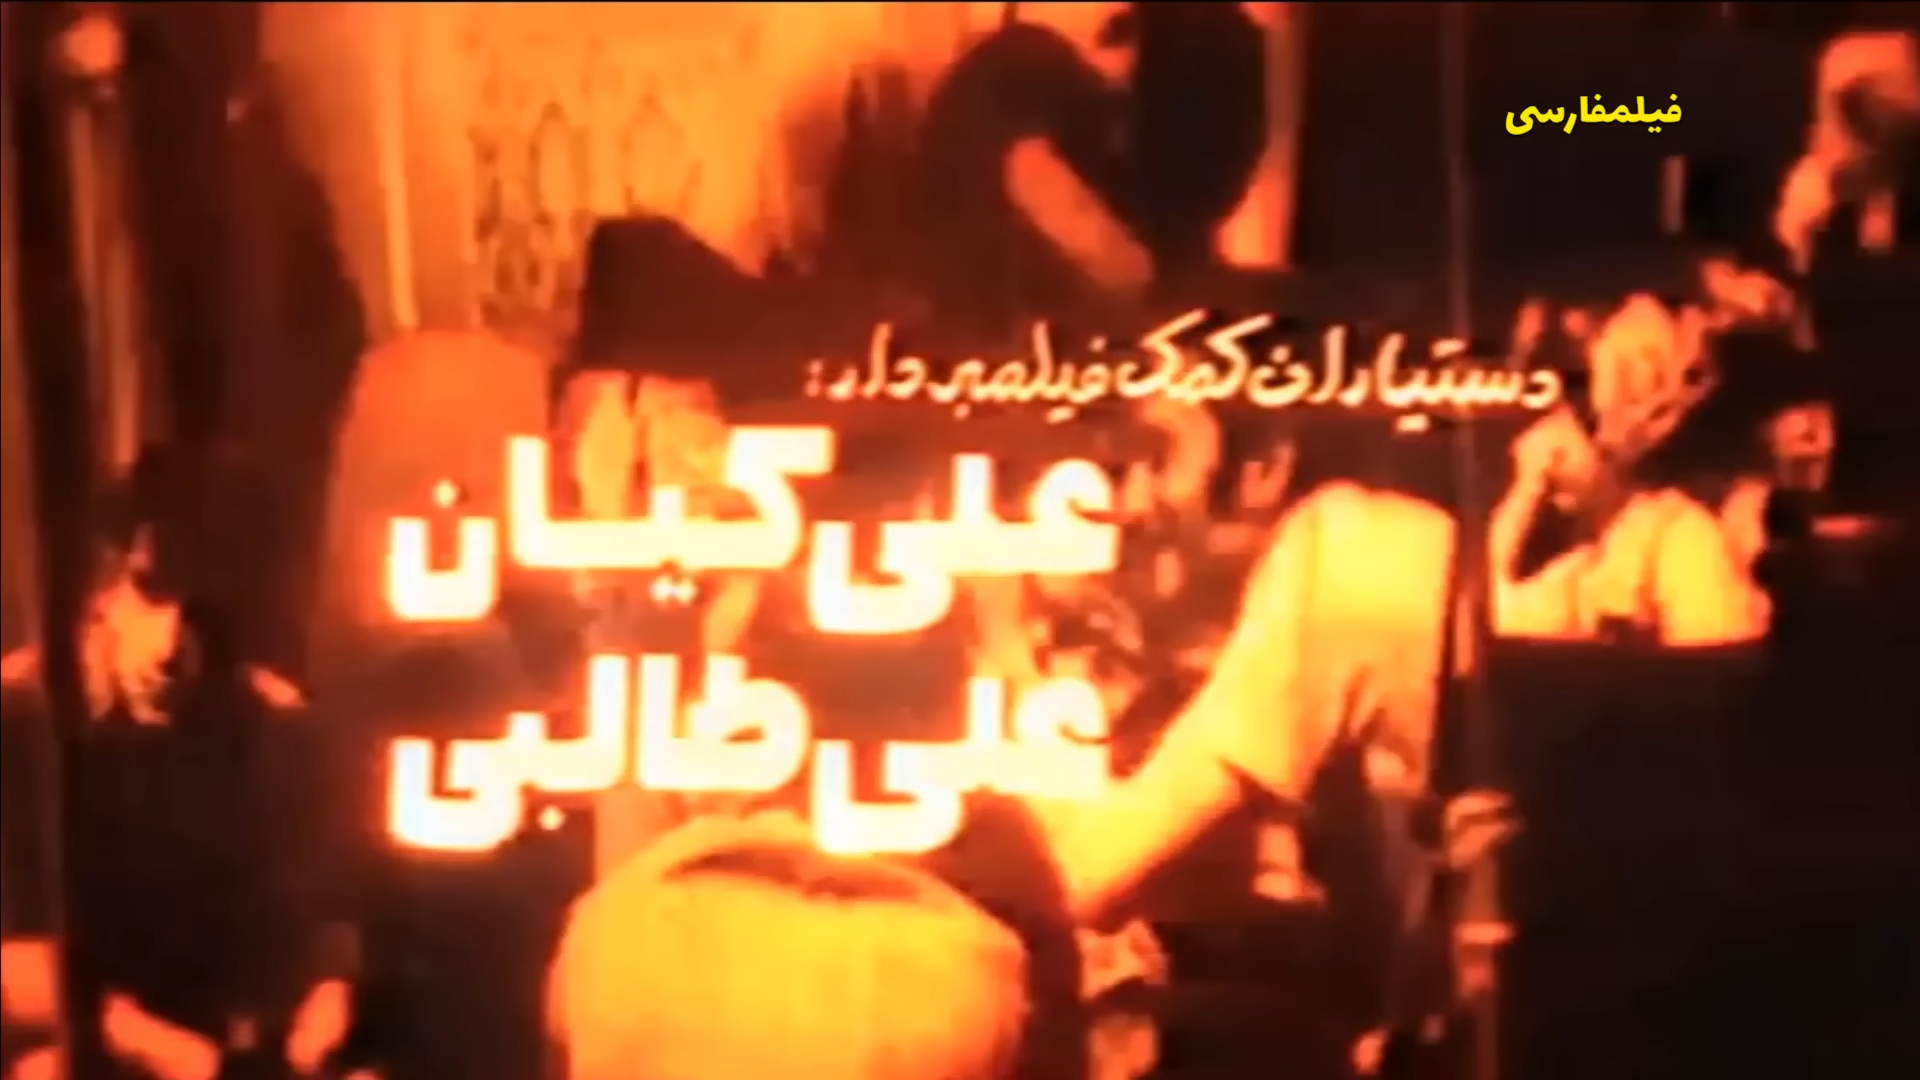 فیلمفارسی
دستیاران کمک فیلمبردار:
علی کیان
علی طالبی